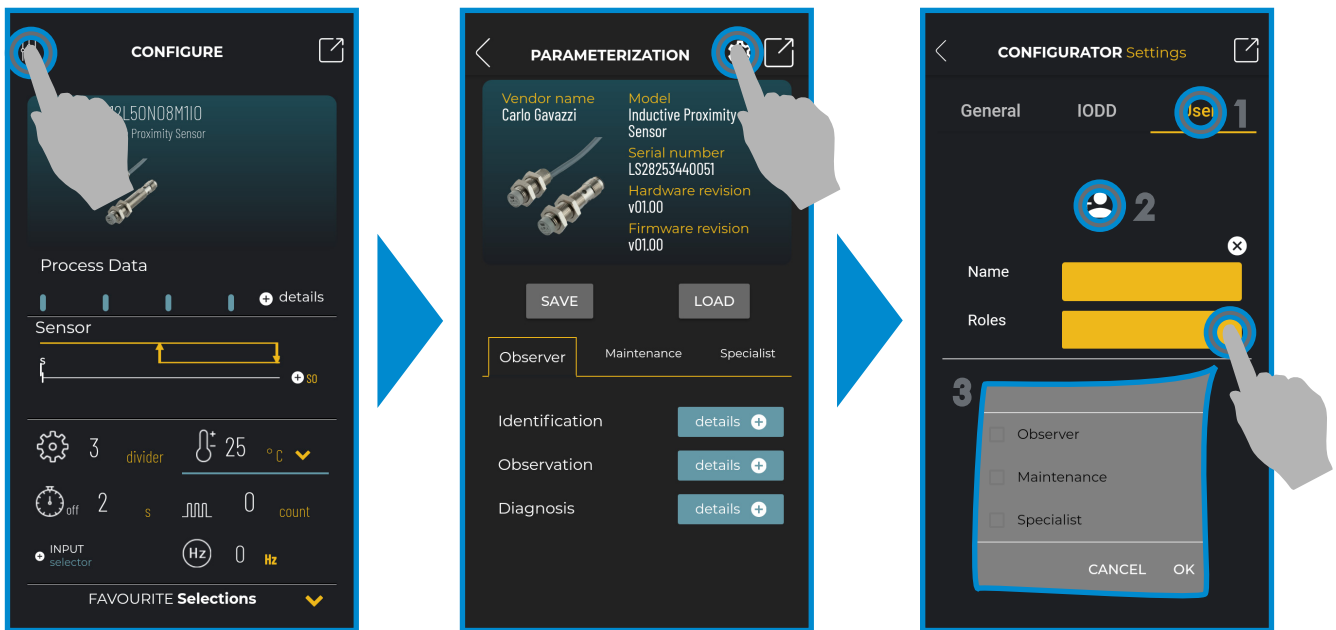 CONFIGURE
12L50N08M1IO
Proximity Sensor
Process Data
details
Sensor
s
SO
3 divider
25 °C
off 2 s
0 count
INPUT
selector
Hz 0 Hz
FAVOURITE Selections
PARAMETERIZATION
Vendor name
Carlo Gavazzi
Model
Inductive Proximity
Sensor
Serial number
LS28253440051
Hardware revision
v01.00
Firmware revision
v01.00
SAVE LOAD
Observer Maintenance Specialist
Identification details
Observation details
Diagnosis details
CONFIGURATOR Settings
General IODD User 1
2
Name
Roles
3
Observer
Maintenance
Specialist
CANCEL OK